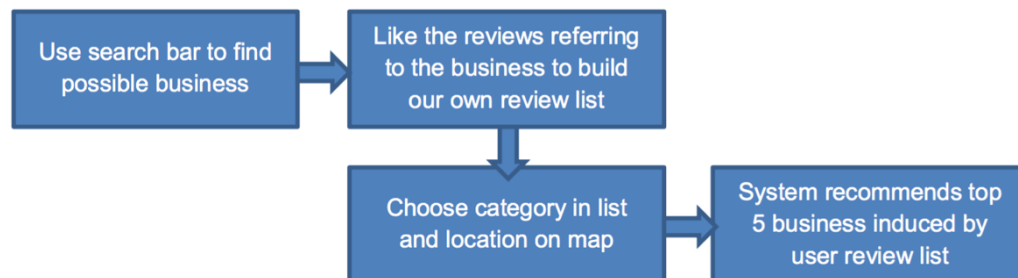 Use search bar to find
possible business
Like the reviews referring
to the business to build
our own review list
Choose category in list
and location on map
System recommends top
5 business induced by
user review list